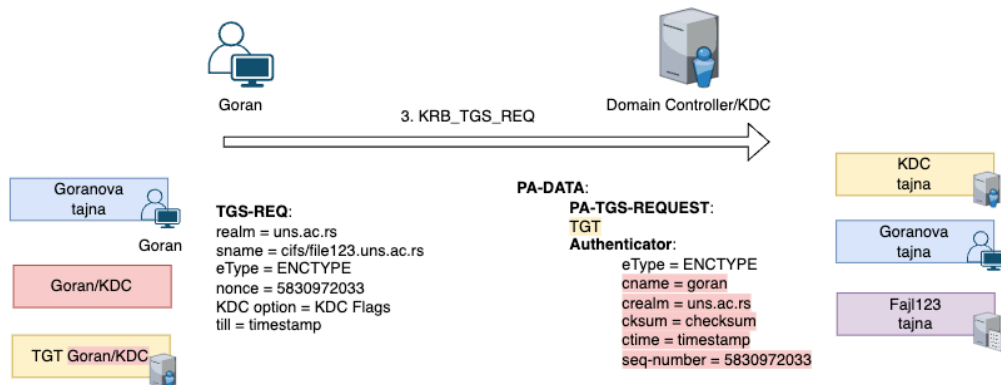 Goran
Domain Controller/KDC
3. KRB_TGS_REQ
Goranova
tajna
Goran
Goran/KDC
TGT Goran/KDC
TGS-REQ:
realm = uns.ac.rs
sname = cifs/file123.uns.ac.rs
eType = ENCTYPE
nonce = 5830972033
KDC option = KDC Flags
till = timestamp
PA-DATA:
PA-TGS-REQUEST:
TGT
Authenticator:
eType = ENCTYPE
cname = goran
crealm = uns.ac.rs
cksum = checksum
ctime = timestamp
seq-number = 5830972033
KDC
tajna
Goranova
tajna
Fajl123
tajna